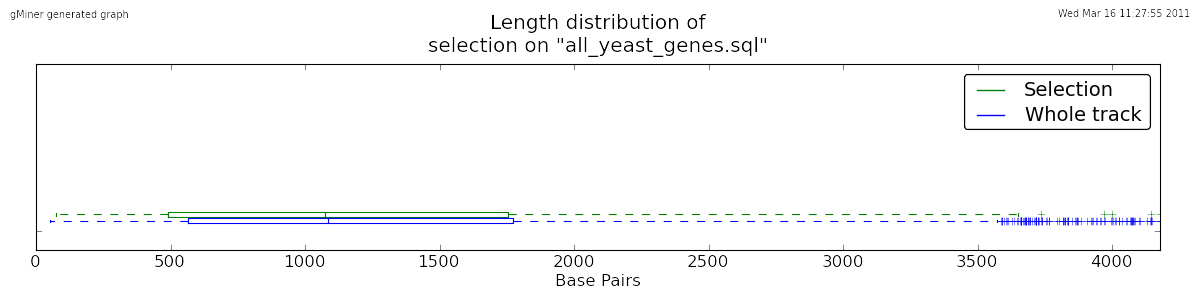 gMiner generated graph
Wed Mar 16 11:27:55 2011
Length distribution of
selection on "all_yeast_genes.sql"
Selection
Whole track
0 500 1000 1500 2000 2500 3000 3500 4000
Base Pairs